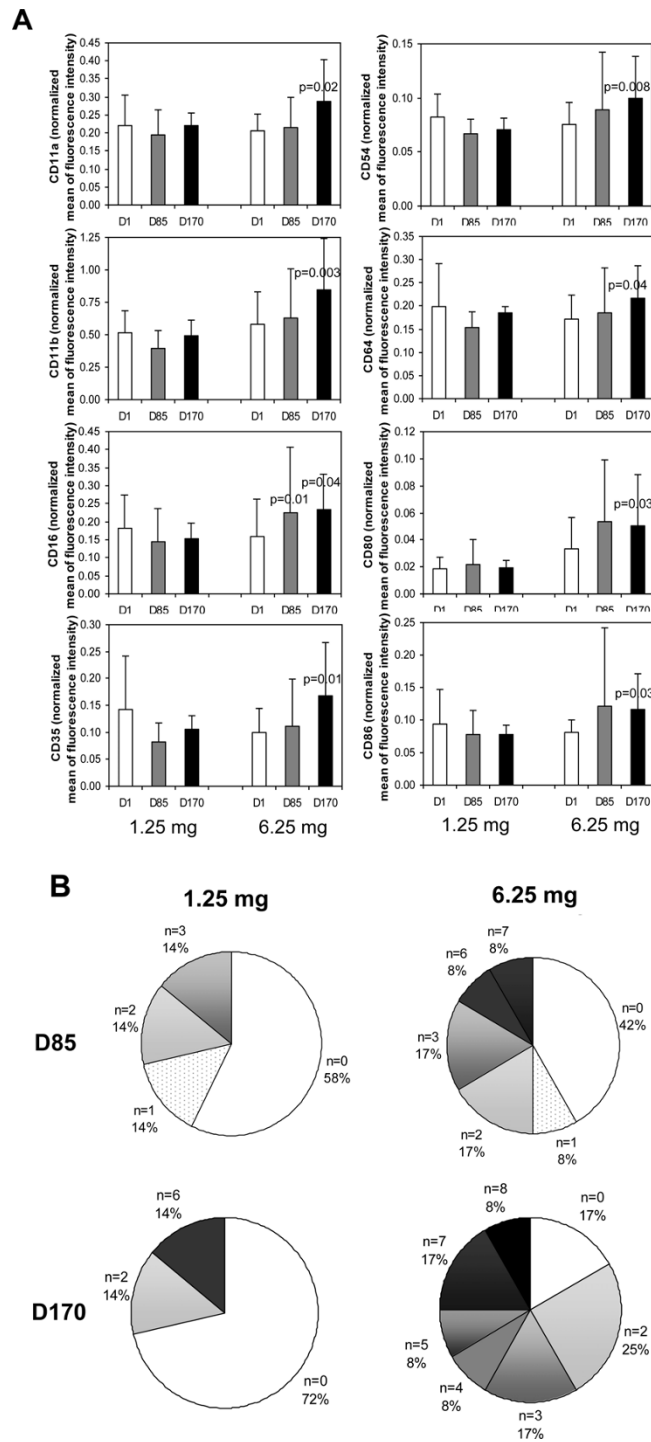 A
CD11a (normalized
mean of fluorescence intensity)
0.45
0.40
0.35
0.30
0.25
0.20
0.15
0.10
0.05
0.00
p=0.02
D1 D85 D170 D1 D85 D170
CD54 (normalized
mean of fluorescence intensity)
0.15
0.10
0.05
0.00
p=0.008
D1 D85 D170 D1 D85 D170
CD11b (normalized
mean of fluorescence intensity)
1.25
1.00
0.75
0.50
0.25
0.00
p=0.003
D1 D85 D170 D1 D85 D170
CD64 (normalized
mean of fluorescence intensity)
0.35
0.30
0.25
0.20
0.15
0.10
0.05
0.00
p=0.04
D1 D85 D170 D1 D85 D170
CD16 (normalized
mean of fluorescence intensity)
0.45
0.40
0.35
0.30
0.25
0.20
0.15
0.10
0.05
0.00
p=0.01
p=0.04
D1 D85 D170 D1 D85 D170
CD80 (normalized
mean of fluorescence intensity)
0.12
0.10
0.08
0.06
0.04
0.02
0.00
p=0.03
D1 D85 D170 D1 D85 D170
CD35 (normalized
mean of fluorescence intensity)
0.30
0.25
0.20
0.15
0.10
0.05
0.00
p=0.01
D1 D85 D170 D1 D85 D170
1.25 mg 6.25 mg
CD86 (normalized
mean of fluorescence intensity)
0.25
0.20
0.15
0.10
0.05
0.00
p=0.03
D1 D85 D170 D1 D85 D170
1.25 mg 6.25 mg
B
1.25 mg 6.25 mg
D85
n=3
14%
n=2
14%
n=1
14%
n=0
58%
n=7
8%
n=6
8%
n=3
17%
n=2
17%
n=1
8%
n=0
42%
D170
n=6
14%
n=2
14%
n=0
72%
n=8
8%
n=7
17%
n=5
8%
n=4
8%
n=3
17%
n=2
25%
n=0
17%